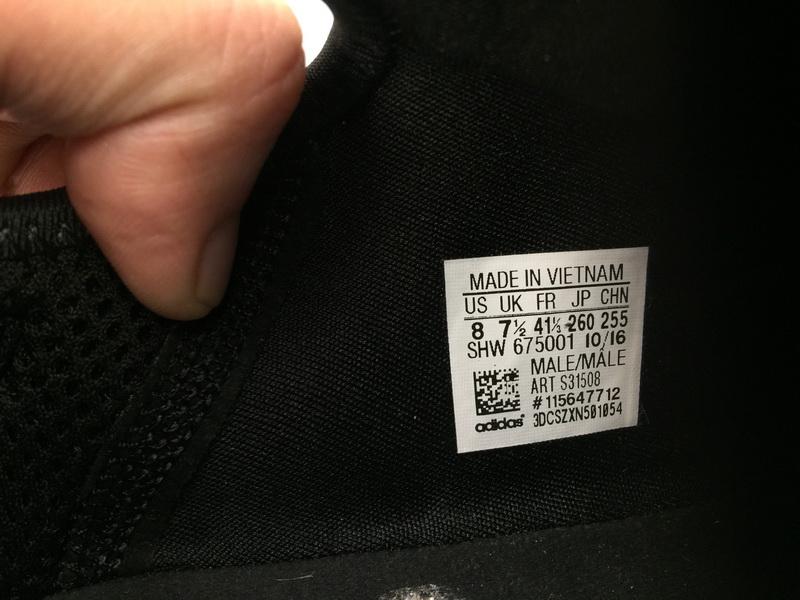 MADE IN VIETNAM
US UK FR JP CHN
8 7½ 41⅓ 260 255
SHW 675001 10/16
MALE/MÂLE
ART S31508
#115647712
adidas 3DCSZXN501054